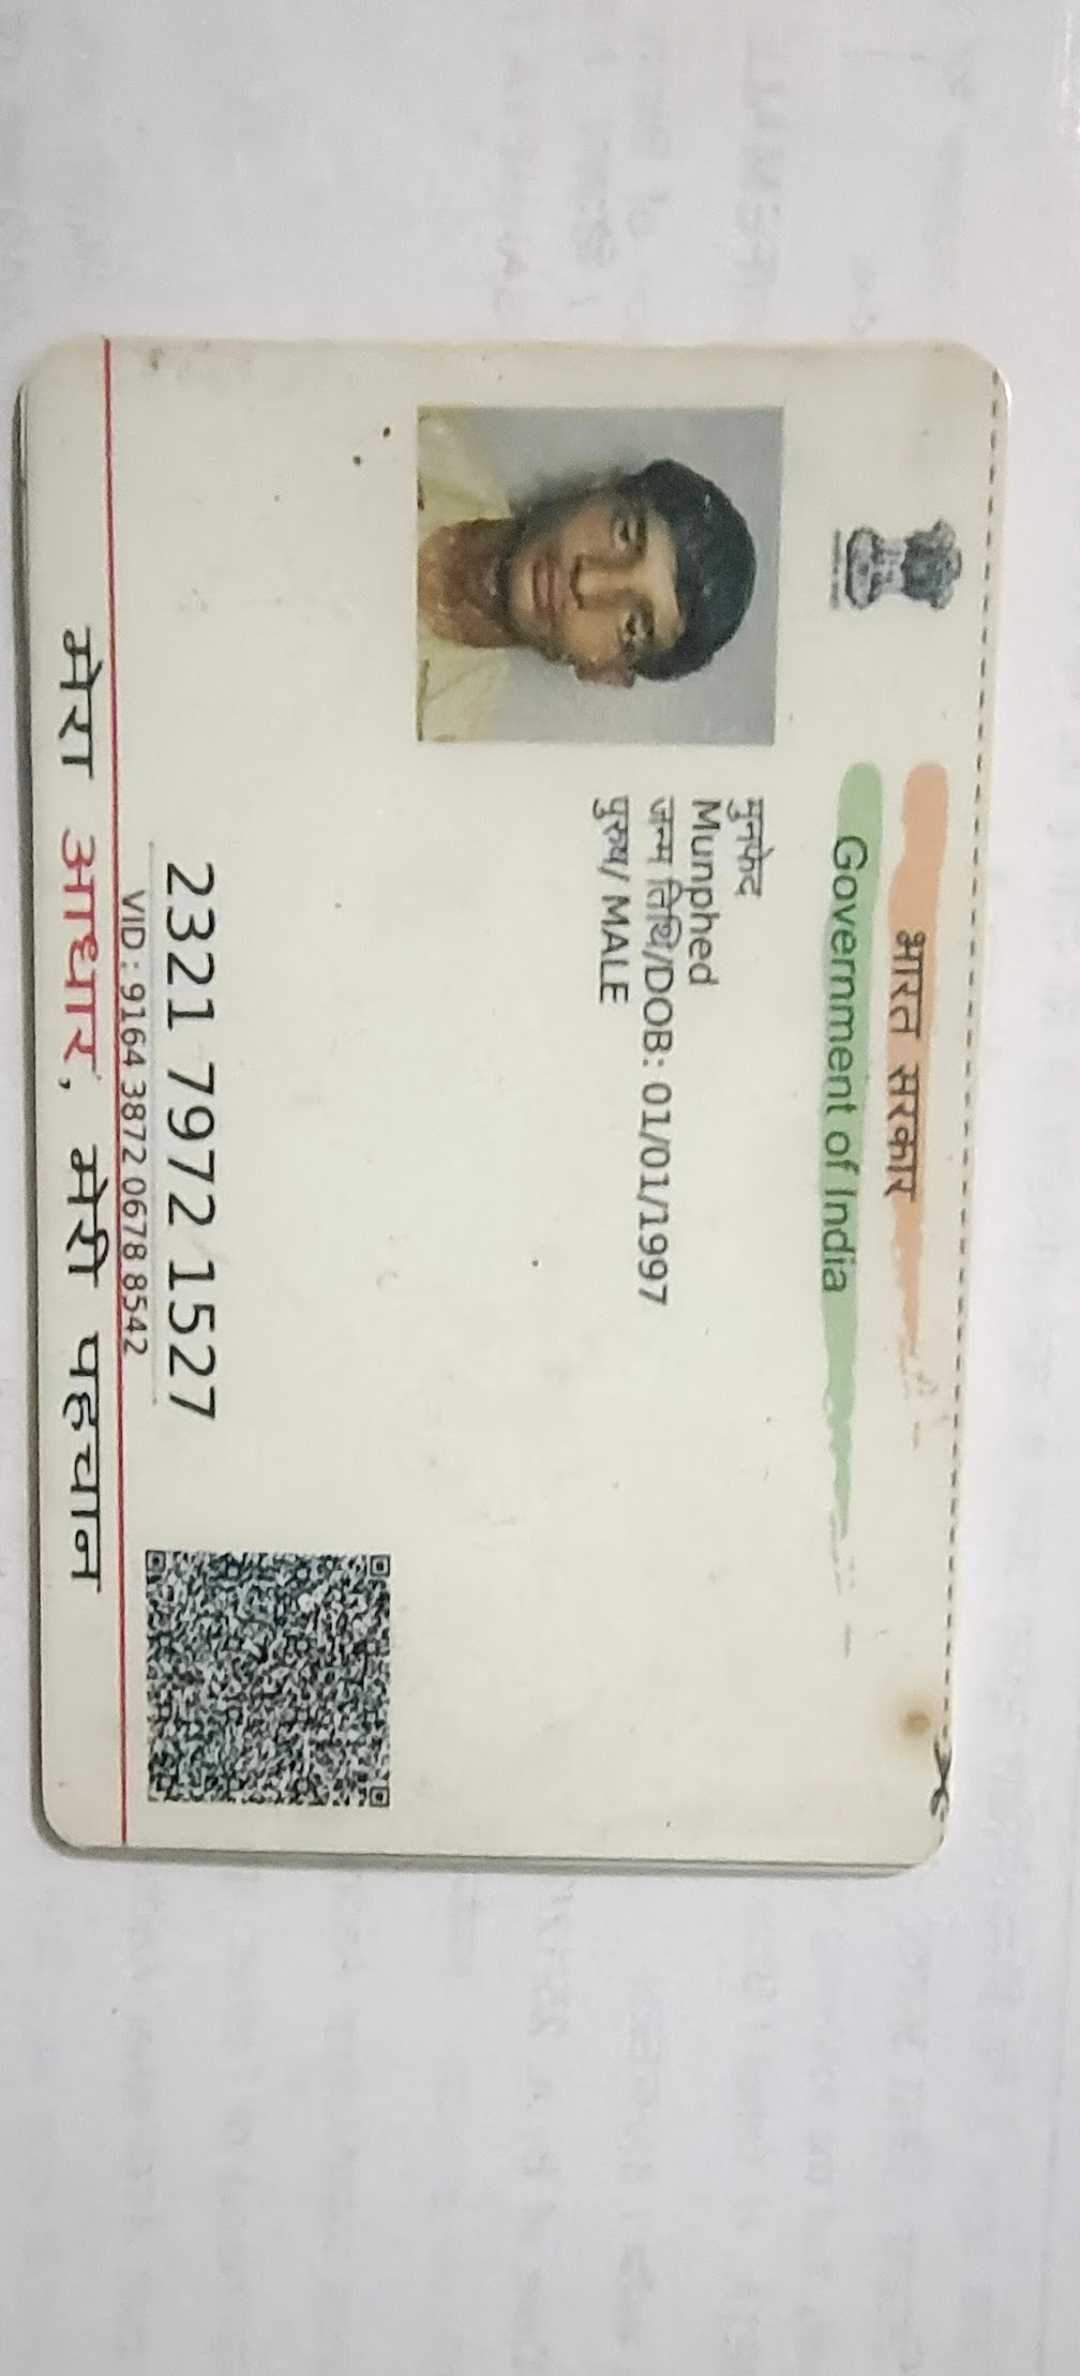 भारत सरकार
Government of India
मुनफेद
Munphed
जन्म तिथि/DOB: 01/01/1997
पुरुष/ MALE
2321 7972 1527
VID : 9164 3872 0678 8542
मेरा आधार, मेरी पहचान